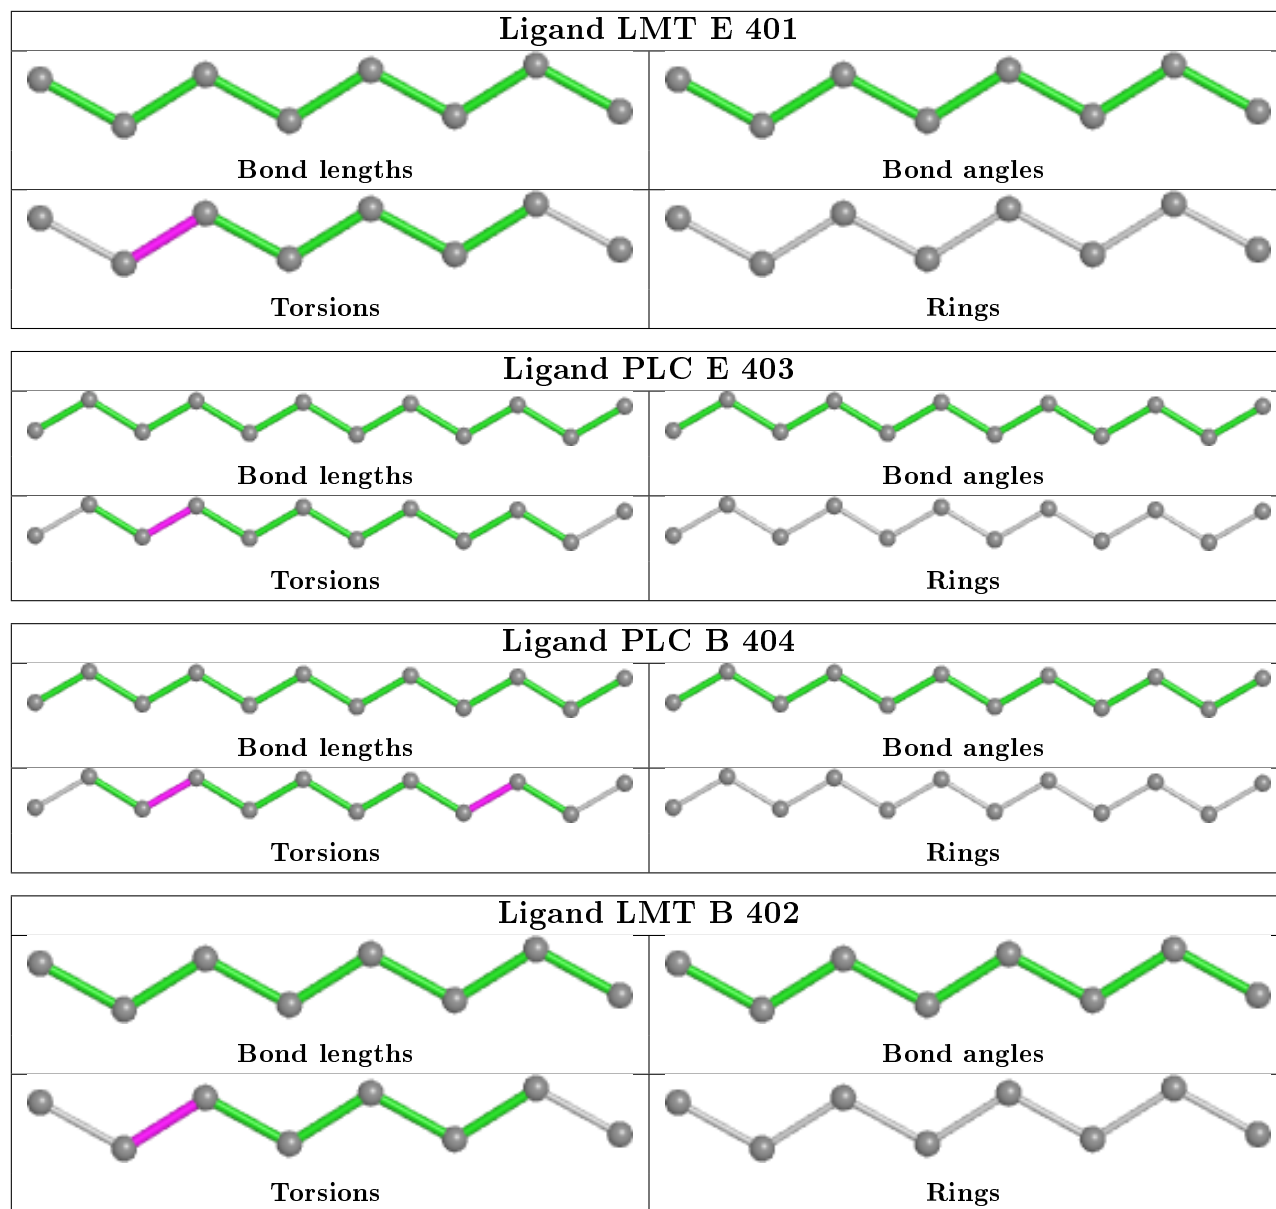 Ligand LMT E 401
Bond lengths Bond angles
Torsions Rings
Ligand PLC E 403
Bond lengths Bond angles
Torsions Rings
Ligand PLC B 404
Bond lengths Bond angles
Torsions Rings
Ligand LMT B 402
Bond lengths Bond angles
Torsions Rings